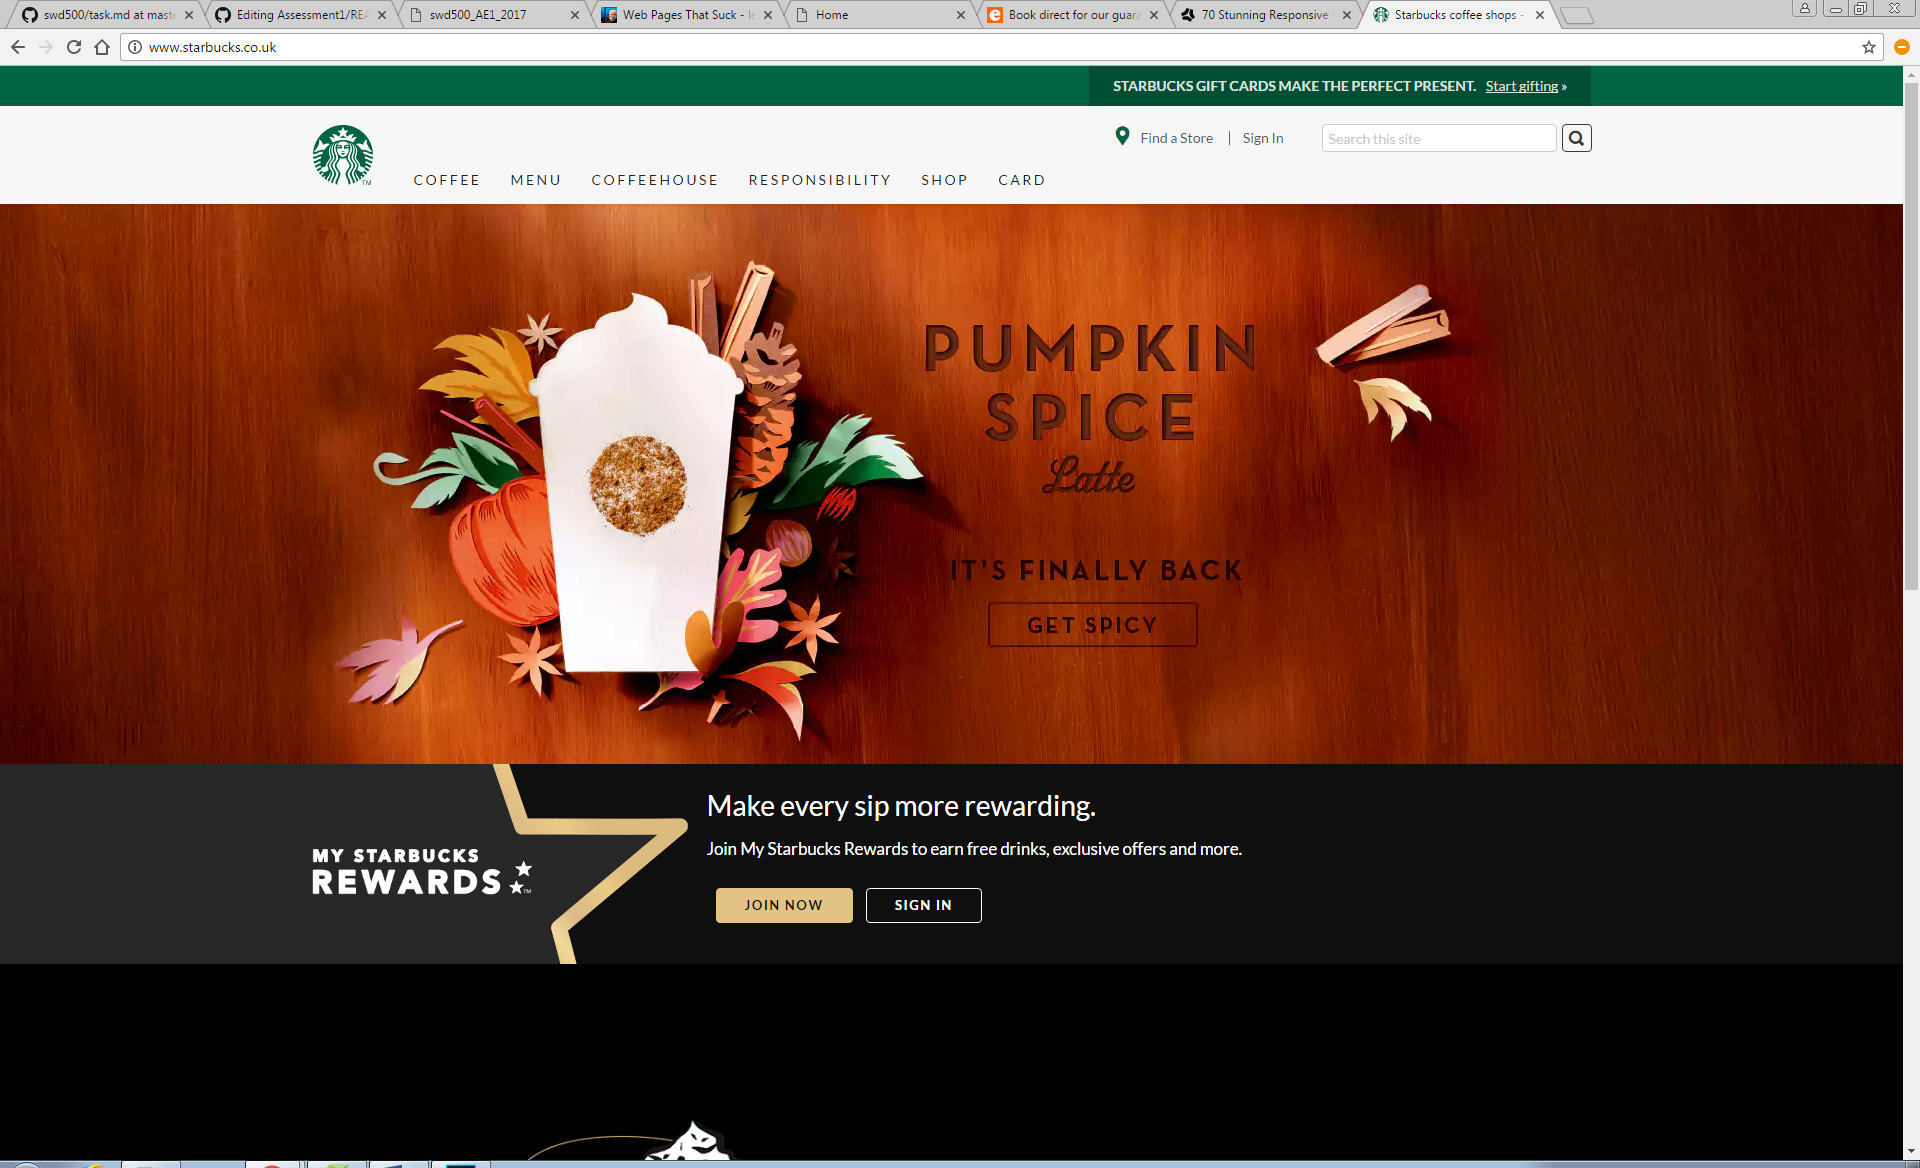 swd500/task.md at mast
Editing Assessment1/REA
swd500_AE1_2017
Web Pages That Suck - le
Home
Book direct for our guara
70 Stunning Responsive
Starbucks coffee shops -
www.starbucks.co.uk
STARBUCKS GIFT CARDS MAKE THE PERFECT PRESENT. Start gifting »
Find a Store | Sign In
Search this site
COFFEE MENU COFFEEHOUSE RESPONSIBILITY SHOP CARD
PUMPKIN
SPICE
Latte
IT'S FINALLY BACK
GET SPICY
MY STARBUCKS
REWARDS TM
Make every sip more rewarding.
Join My Starbucks Rewards to earn free drinks, exclusive offers and more.
JOIN NOW SIGN IN